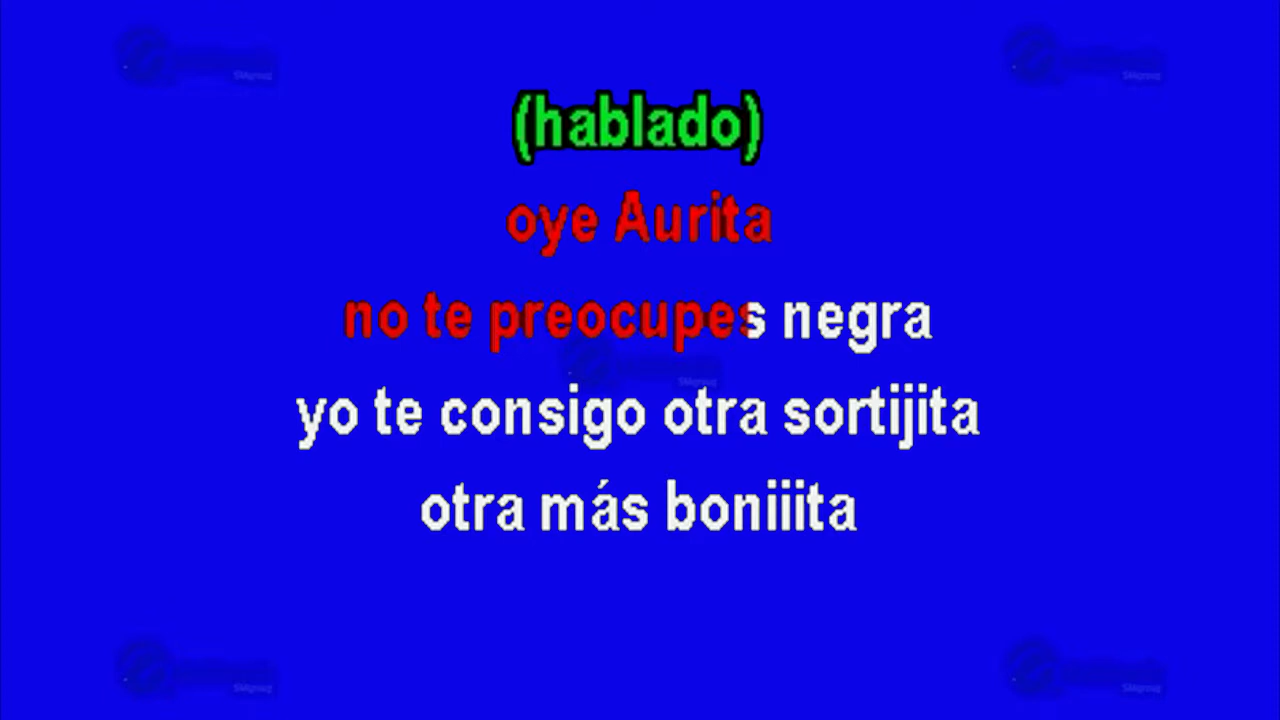 (hablado)
oye Aurita
no te preocupes negra
yo te consigo otra sortijita
otra más boniiita